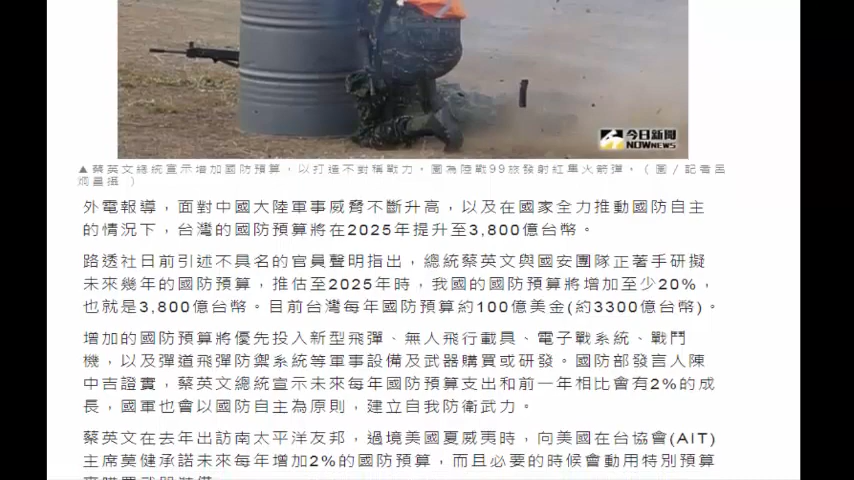 今日新聞
NOWNEWS
▲蔡英文總統宣示增加國防預算，以打造不對稱戰力。圖為陸戰99旅發射紅隼火箭彈。（圖／記者呂
炯昌攝 ）
外電報導，面對中國大陸軍事威脅不斷升高，以及在國家全力推動國防自主
的情況下，台灣的國防預算將在2025年提升至3,800億台幣。
路透社日前引述不具名的官員聲明指出，總統蔡英文與國安團隊正著手研擬
未來幾年的國防預算，推估至2025年時，我國的國防預算將增加至少20%，
也就是3,800億台幣。目前台灣每年國防預算約100億美金(約3300億台幣)。
增加的國防預算將優先投入新型飛彈、無人飛行載具、電子戰系統、戰鬥
機，以及彈道飛彈防禦系統等軍事設備及武器購買或研發。國防部發言人陳
中吉證實，蔡英文總統宣示未來每年國防預算支出和前一年相比會有2%的成
長，國軍也會以國防自主為原則，建立自我防衛武力。
蔡英文在去年出訪南太平洋友邦，過境美國夏威夷時，向美國在台協會(AIT)
主席莫健承諾未來每年增加2%的國防預算，而且必要的時候會動用特別預算